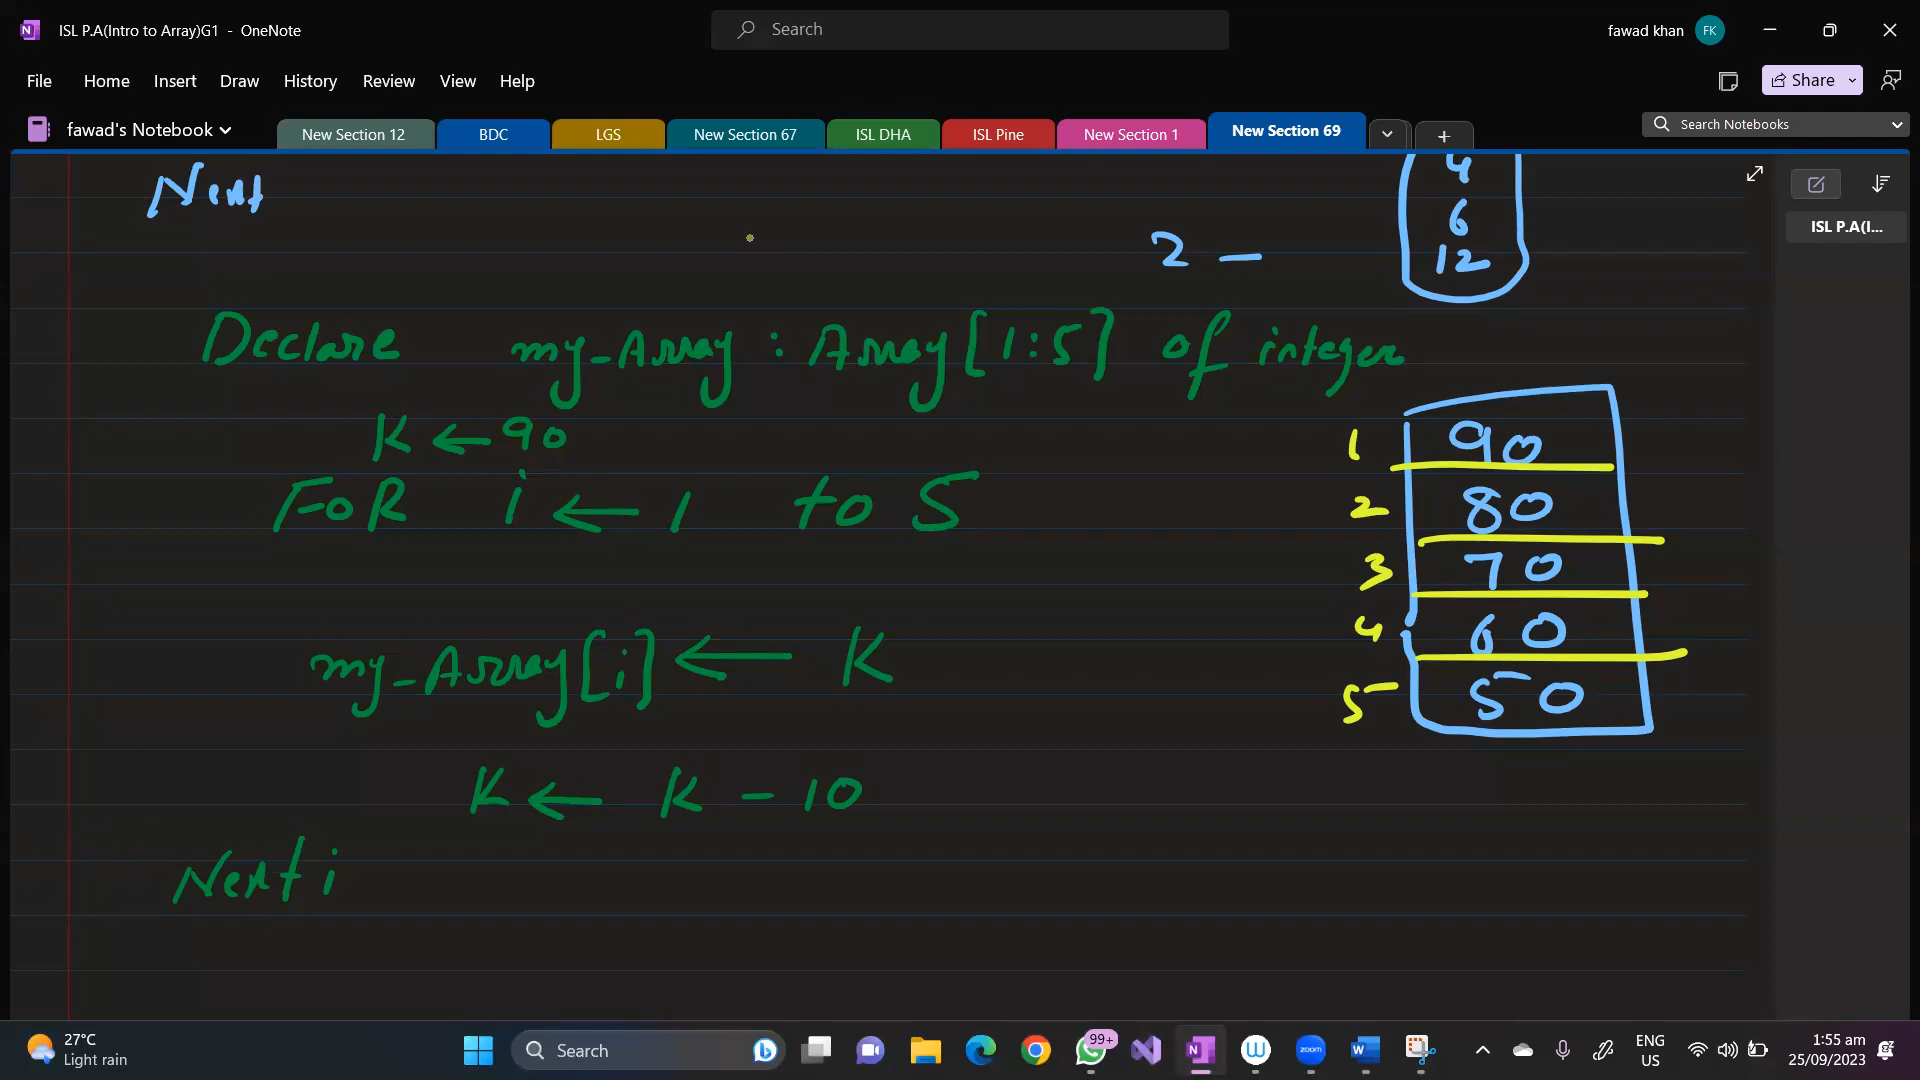 ISL P.A(Intro to Array)G1 - OneNote
Search
fawad khan
FK
File Home Insert Draw History Review View Help
Share
fawad's Notebook
New Section 12
BDC
LGS
New Section 67
ISL DHA
ISL Pine
New Section 1
New Section 69
+
Search Notebooks
Next
4
6
12
2 –
ISL P.A(I...
Declare my_Array : Array[1:5] of integer
K ← 90
FoR i ← 1 to 5
my_Array[i] ← K
K ← K - 10
Next i
1 90
2 80
3 70
4 60
5 50
27°C
Light rain
Search
99+
zoom
ENG
US
1:55 am
25/09/2023